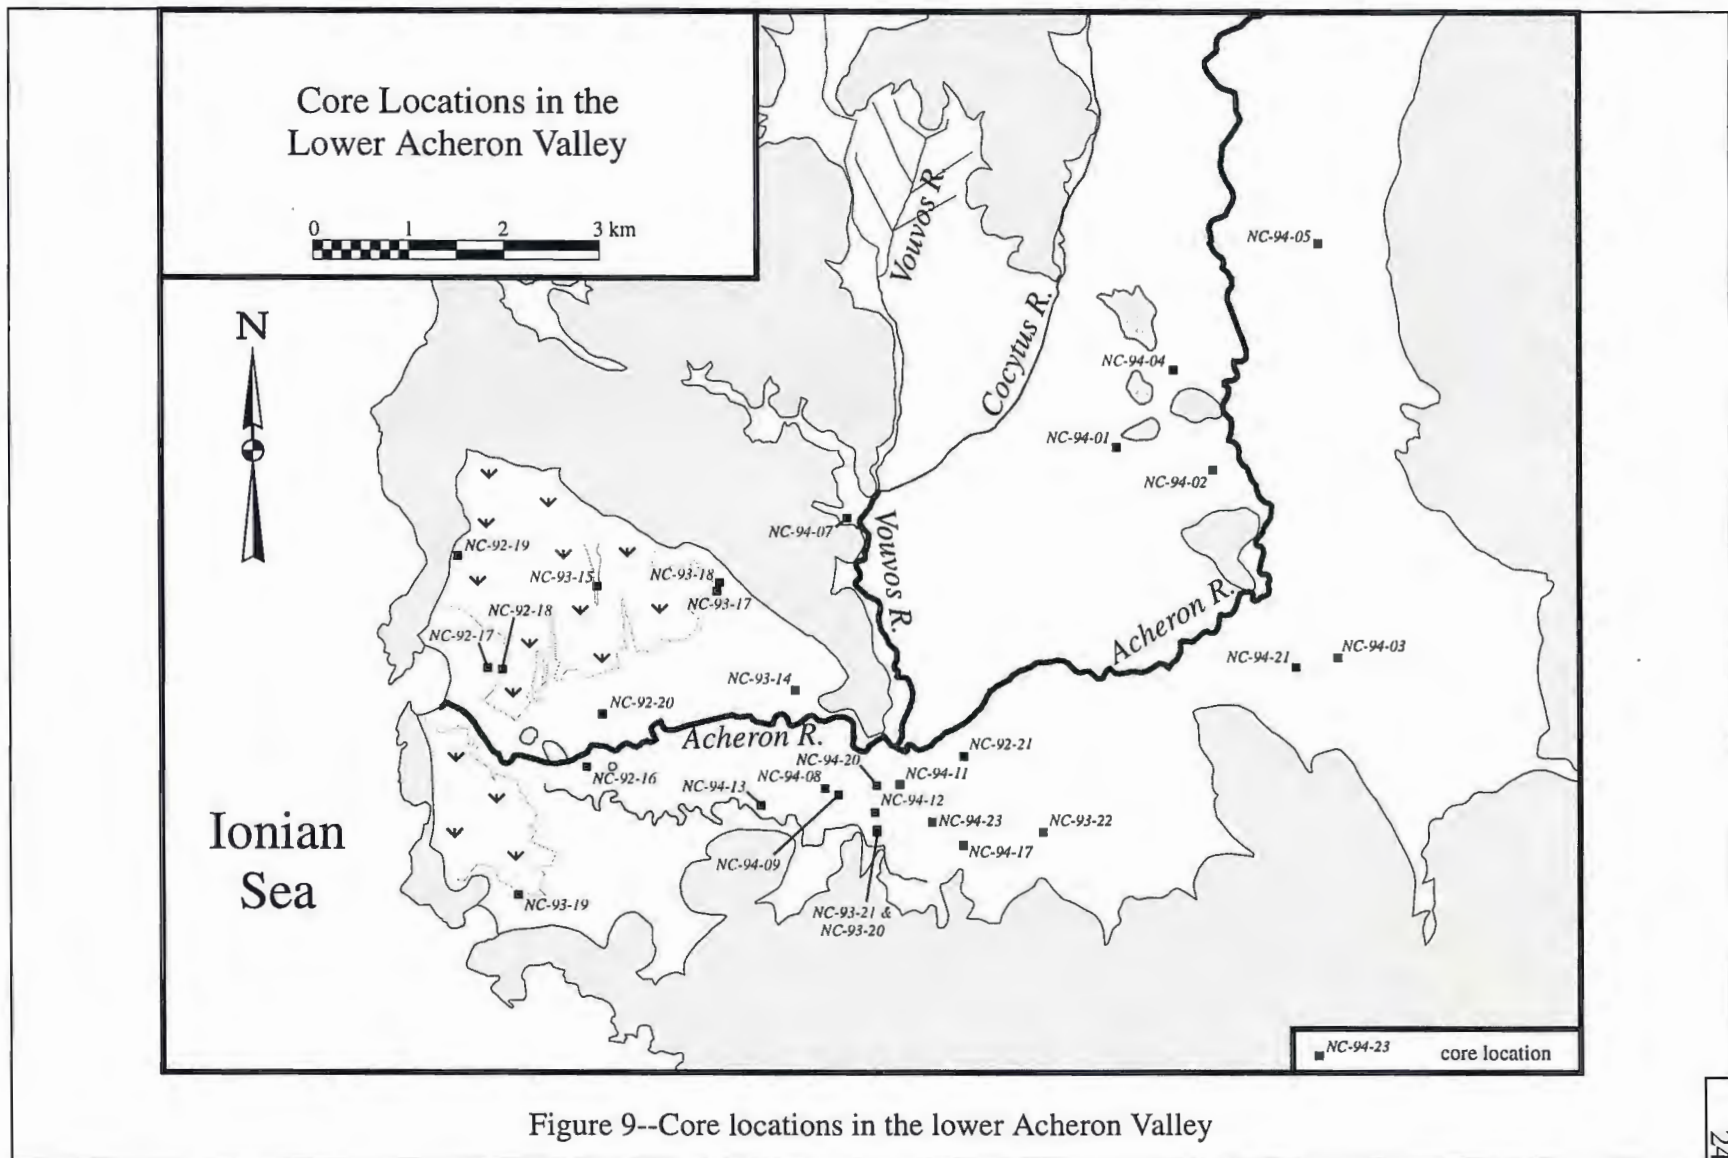 Core Locations in the
Lower Acheron Valley
0 1 2 3 km
N
Vouvos R.
Cocytus R.
NC-94-05
NC-94-04
NC-94-01
NC-94-02
NC-94-07
Vouvos R.
NC-92-19
NC-93-15
NC-93-18
NC-93-17
NC-92-18
NC-92-17
Acheron R.
NC-94-21
NC-94-03
NC-93-14
NC-92-20
Acheron R.
NC-92-21
NC-94-20
NC-92-16
NC-94-08
NC-94-11
NC-94-13
NC-94-12
NC-94-23
NC-93-22
NC-94-17
NC-94-09
Ionian
Sea
NC-93-19
NC-93-21 &
NC-93-20
NC-94-23 core location
Figure 9--Core locations in the lower Acheron Valley
24